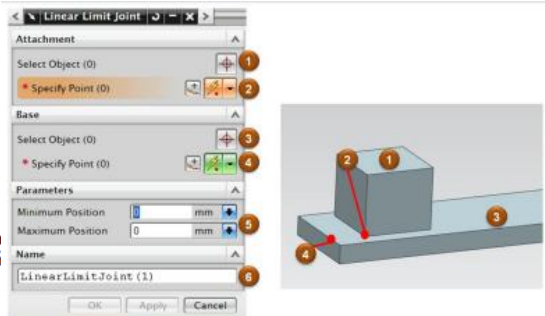 Linear Limit Joint
Attachment
Select Object (0)
1
* Specify Point (0)
2
Base
Select Object (0)
3
* Specify Point (0)
4
Parameters
Minimum Position 0 mm
Maximum Position 0 mm
5
Name
LinearLimitJoint(1)
6
OK Apply Cancel
2
1
3
4